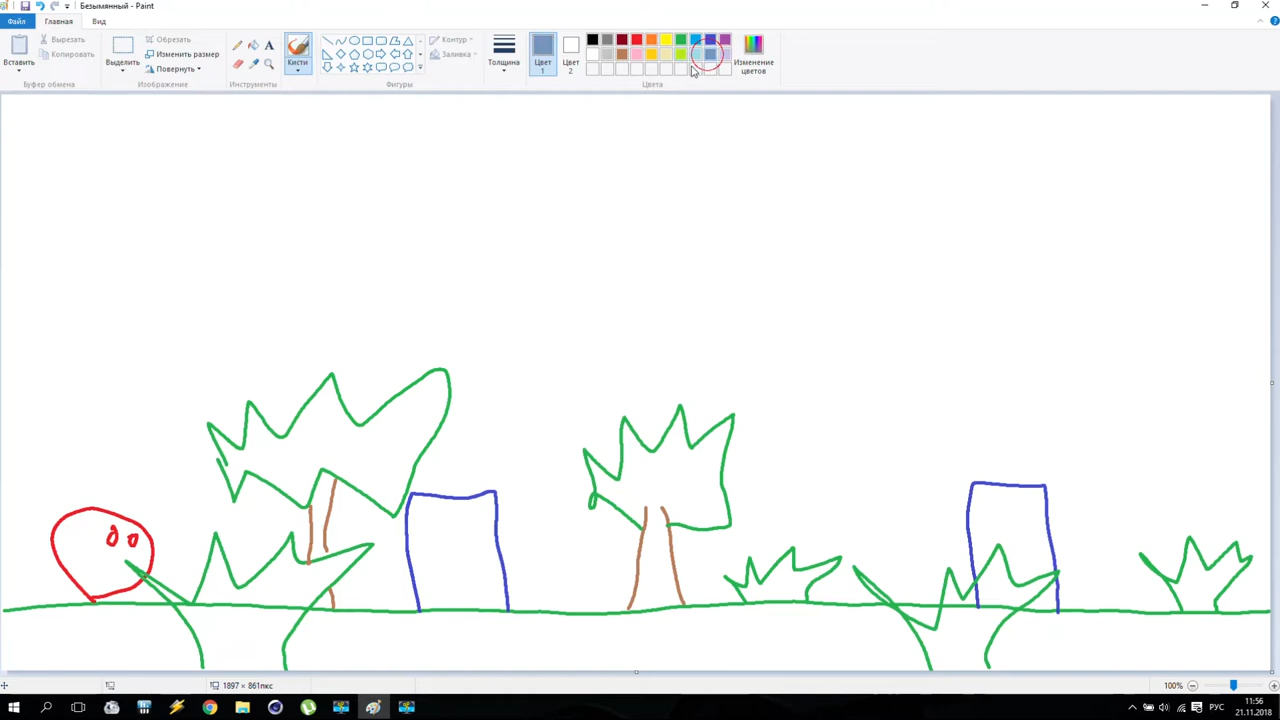 Безымянный - Paint
Файл Главная Вид
Вставить
Вырезать
Копировать
Буфер обмена
Выделить
Обрезать
Изменить размер
Повернуть
Изображение
Инструменты
Кисти
Контур
Заливка
Фигуры
Толщина
Цвет 1
Цвет 2
Изменение цветов
Цвета
1897 × 861пкс
100%
РУС
11:56
21.11.2018